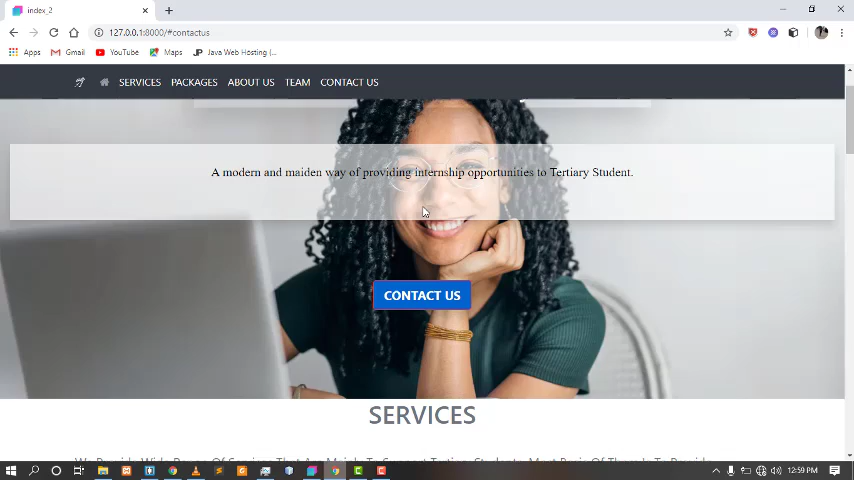 index_2
127.0.0.1:8000/#contactus
Apps Gmail YouTube Maps Java Web Hosting (...
SERVICES PACKAGES ABOUT US TEAM CONTACT US
A modern and maiden way of providing internship opportunities to Tertiary Student.
CONTACT US
SERVICES
12:59 PM